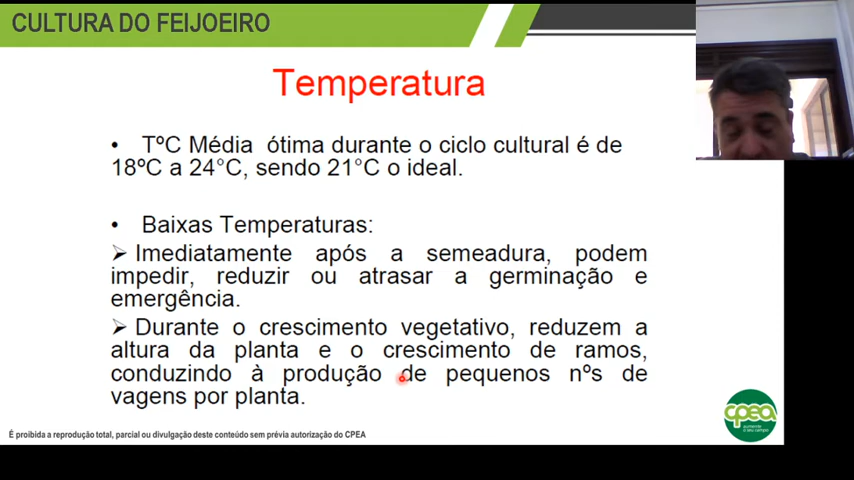 CULTURA DO FEIJOEIRO
Temperatura
• TºC Média ótima durante o ciclo cultural é de
18ºC a 24°C, sendo 21°C o ideal.
• Baixas Temperaturas:
➢ Imediatamente após a semeadura, podem
impedir, reduzir ou atrasar a germinação e
emergência.
➢ Durante o crescimento vegetativo, reduzem a
altura da planta e o crescimento de ramos,
conduzindo à produção de pequenos nºs de
vagens por planta.
cpea
aumente
o seu campo
É proibida a reprodução total, parcial ou divulgação deste conteúdo sem prévia autorização do CPEA